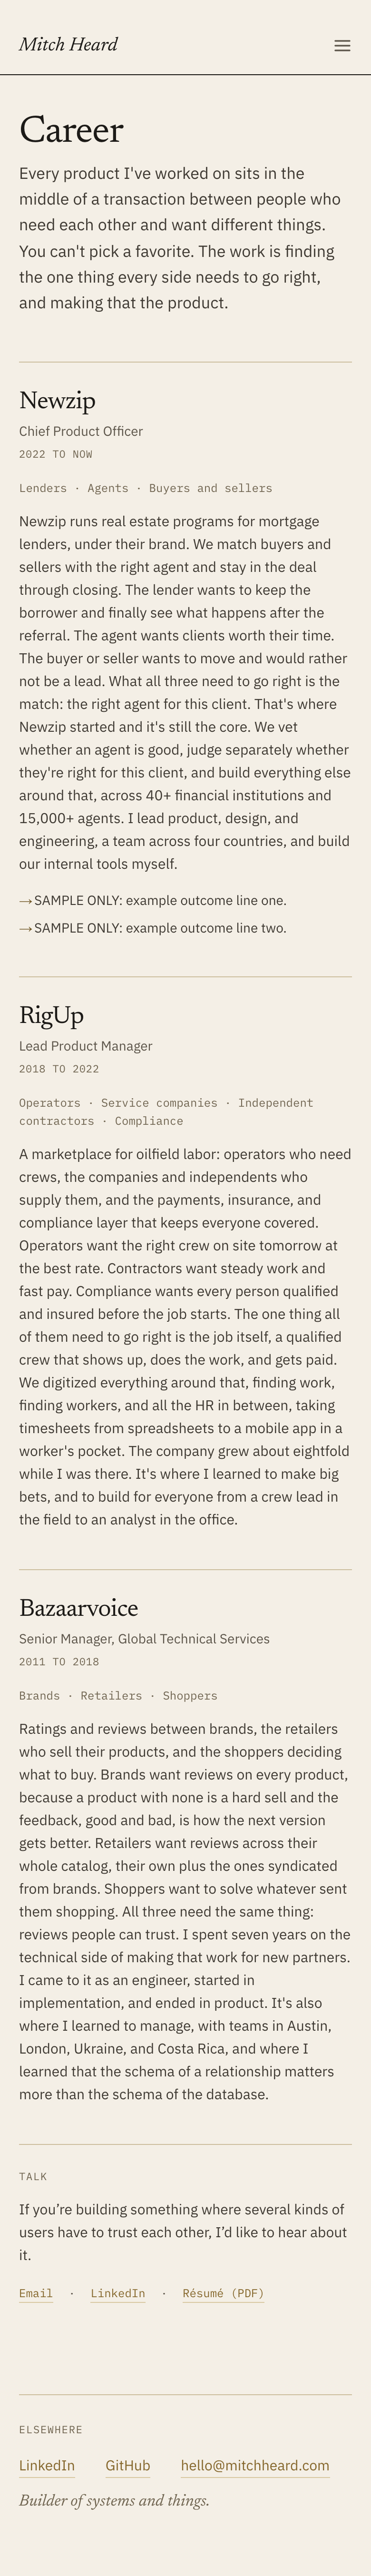 Mitch Heard
Career
Every product I've worked on sits in the
middle of a transaction between people who
need each other and want different things.
You can't pick a favorite. The work is finding
the one thing every side needs to go right,
and making that the product.
Newzip
Chief Product Officer
2022 TO NOW
Lenders · Agents · Buyers and sellers
Newzip runs real estate programs for mortgage
lenders, under their brand. We match buyers and
sellers with the right agent and stay in the deal
through closing. The lender wants to keep the
borrower and finally see what happens after the
referral. The agent wants clients worth their time.
The buyer or seller wants to move and would rather
not be a lead. What all three need to go right is the
match: the right agent for this client. That's where
Newzip started and it's still the core. We vet
whether an agent is good, judge separately whether
they're right for this client, and build everything else
around that, across 40+ financial institutions and
15,000+ agents. I lead product, design, and
engineering, a team across four countries, and build
our internal tools myself.
→SAMPLE ONLY: example outcome line one.
→SAMPLE ONLY: example outcome line two.
RigUp
Lead Product Manager
2018 TO 2022
Operators · Service companies · Independent
contractors · Compliance
A marketplace for oilfield labor: operators who need
crews, the companies and independents who
supply them, and the payments, insurance, and
compliance layer that keeps everyone covered.
Operators want the right crew on site tomorrow at
the best rate. Contractors want steady work and
fast pay. Compliance wants every person qualified
and insured before the job starts. The one thing all
of them need to go right is the job itself, a qualified
crew that shows up, does the work, and gets paid.
We digitized everything around that, finding work,
finding workers, and all the HR in between, taking
timesheets from spreadsheets to a mobile app in a
worker's pocket. The company grew about eightfold
while I was there. It's where I learned to make big
bets, and to build for everyone from a crew lead in
the field to an analyst in the office.
Bazaarvoice
Senior Manager, Global Technical Services
2011 TO 2018
Brands · Retailers · Shoppers
Ratings and reviews between brands, the retailers
who sell their products, and the shoppers deciding
what to buy. Brands want reviews on every product,
because a product with none is a hard sell and the
feedback, good and bad, is how the next version
gets better. Retailers want reviews across their
whole catalog, their own plus the ones syndicated
from brands. Shoppers want to solve whatever sent
them shopping. All three need the same thing:
reviews people can trust. I spent seven years on the
technical side of making that work for new partners.
I came to it as an engineer, started in
implementation, and ended in product. It's also
where I learned to manage, with teams in Austin,
London, Ukraine, and Costa Rica, and where I
learned that the schema of a relationship matters
more than the schema of the database.
TALK
If you’re building something where several kinds of
users have to trust each other, I’d like to hear about
it.
Email · LinkedIn · Résumé (PDF)
ELSEWHERE
LinkedIn GitHub hello@mitchheard.com
Builder of systems and things.